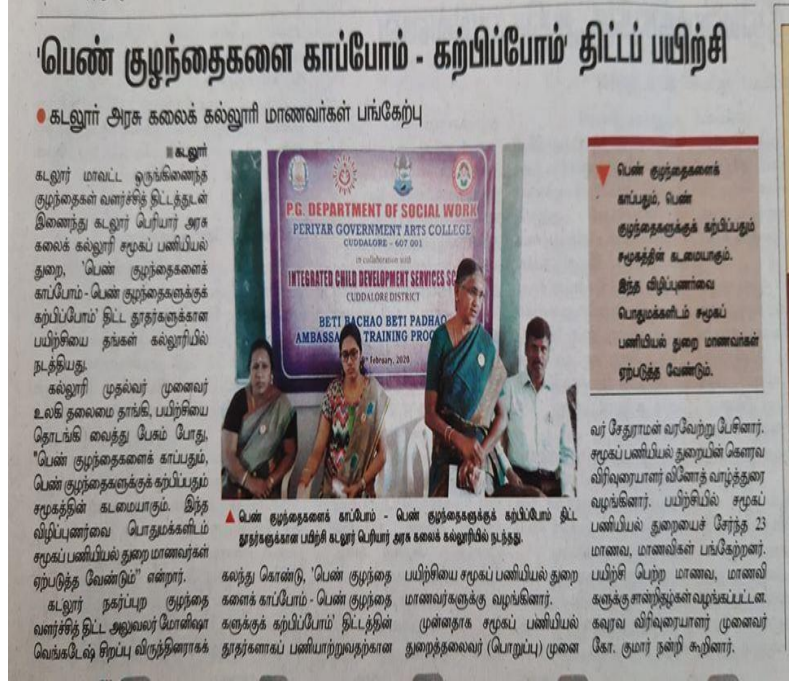 'பெண் குழந்தைகளை காப்போம் - கற்பிப்போம்' திட்டப் பயிற்சி
● கடலூர் அரசு கலைக் கல்லூரி மாணவர்கள் பங்கேற்பு
■ கடலூர்
கடலூர் மாவட்ட ஒருங்கிணைந்த
குழந்தைகள் வளர்ச்சித் திட்டத்துடன்
இணைந்து கடலூர் பெரியார் அரசு
கலைக் கல்லூரி சமூகப் பணியியல்
துறை, 'பெண் குழந்தைகளைக்
காப்போம் - பெண் குழந்தைகளுக்குக்
கற்பிப்போம்' திட்ட தூதர்களுக்கான
பயிற்சியை தங்கள் கல்லூரியில்
நடத்தியது.
கல்லூரி முதல்வர் முனைவர்
உலகி தலைமை தாங்கி, பயிற்சியை
தொடங்கி வைத்து பேசும் போது,
"பெண் குழந்தைகளைக் காப்பதும்,
பெண் குழந்தைகளுக்குக் கற்பிப்பதும்
சமூகத்தின் கடமையாகும். இந்த
விழிப்புணர்வை பொதுமக்களிடம்
சமூகப் பணியியல் துறை மாணவர்கள்
ஏற்படுத்த வேண்டும்" என்றார்.
கடலூர் நகர்ப்புற குழந்தை
வளர்ச்சித் திட்ட அலுவலர் மோனிஷா
வெங்கடேஷ் சிறப்பு விருந்தினராகக்
P.G. DEPARTMENT OF SOCIAL WORK
PERIYAR GOVERNMENT ARTS COLLEGE
CUDDALORE - 607 001
in collaboration with
INTEGRATED CHILD DEVELOPMENT SERVICES
CUDDALORE DISTRICT
BETI BACHAO BETI PADHAO
TRAINING
February, 2020
▲ பெண் குழந்தைகளைக் காப்போம் - பெண் குழந்தைகளுக்குக் கற்பிப்போம் திட்ட
தூதர்களுக்கான பயிற்சி கடலூர் பெரியார் அரசு கலைக் கல்லூரியில் நடந்தது.
கலந்து கொண்டு, 'பெண் குழந்தை
களைக் காப்போம் - பெண் குழந்தை
களுக்குக் கற்பிப்போம்' திட்டத்தின்
தூதர்களாகப் பணியாற்றுவதற்கான
பயிற்சியை சமூகப் பணியியல் துறை
மாணவர்களுக்கு வழங்கினார்.
முன்னதாக சமூகப் பணியியல்
துறைத்தலைவர் (பொறுப்பு) முனை
▼ பெண் குழந்தைகளைக்
காப்பதும், பெண்
குழந்தைகளுக்குக் கற்பிப்பதும்
சமூகத்தின் கடமையாகும்.
இந்த விழிப்புணர்வை
பொதுமக்களிடம் சமூகப்
பணியியல் துறை மாணவர்கள்
ஏற்படுத்த வேண்டும்.
வர் சேதுராமன் வரவேற்று பேசினார்.
சமூகப் பணியியல் துறையின் கௌரவ
விரிவுரையாளர் வினோத் வாழ்த்துரை
வழங்கினார். பயிற்சியில் சமூகப்
பணியியல் துறையைச் சேர்ந்த 23
மாணவ, மாணவிகள் பங்கேற்றனர்.
பயிற்சி பெற்ற மாணவ, மாணவி
களுக்கு சான்றிதழ்கள் வழங்கப்பட்டன.
கவுரவ விரிவுரையாளர் முனைவர்
கோ. குமார் நன்றி கூறினார்.